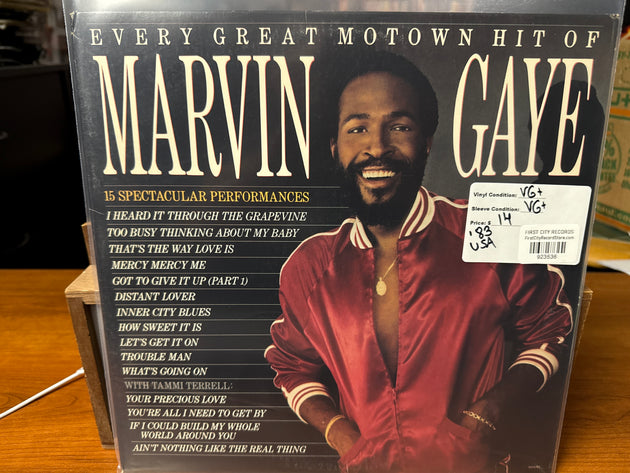 EVERY GREAT MOTOWN HIT OF
MARVIN GAYE
15 SPECTACULAR PERFORMANCES
I HEARD IT THROUGH THE GRAPEVINE
TOO BUSY THINKING ABOUT MY BABY
THAT'S THE WAY LOVE IS
MERCY MERCY ME
GOT TO GIVE IT UP (PART 1)
DISTANT LOVER
INNER CITY BLUES
HOW SWEET IT IS
LET'S GET IT ON
TROUBLE MAN
WHAT'S GOING ON
WITH TAMMI TERRELL:
YOUR PRECIOUS LOVE
YOU'RE ALL I NEED TO GET BY
IF I COULD BUILD MY WHOLE
WORLD AROUND YOU
AIN'T NOTHING LIKE THE REAL THING
Vinyl Condition: VG+
Sleeve Condition: VG+
Price: $ 14
'83
USA
FIRST CITY RECORDS
FirstCityRecordStore.com
923536